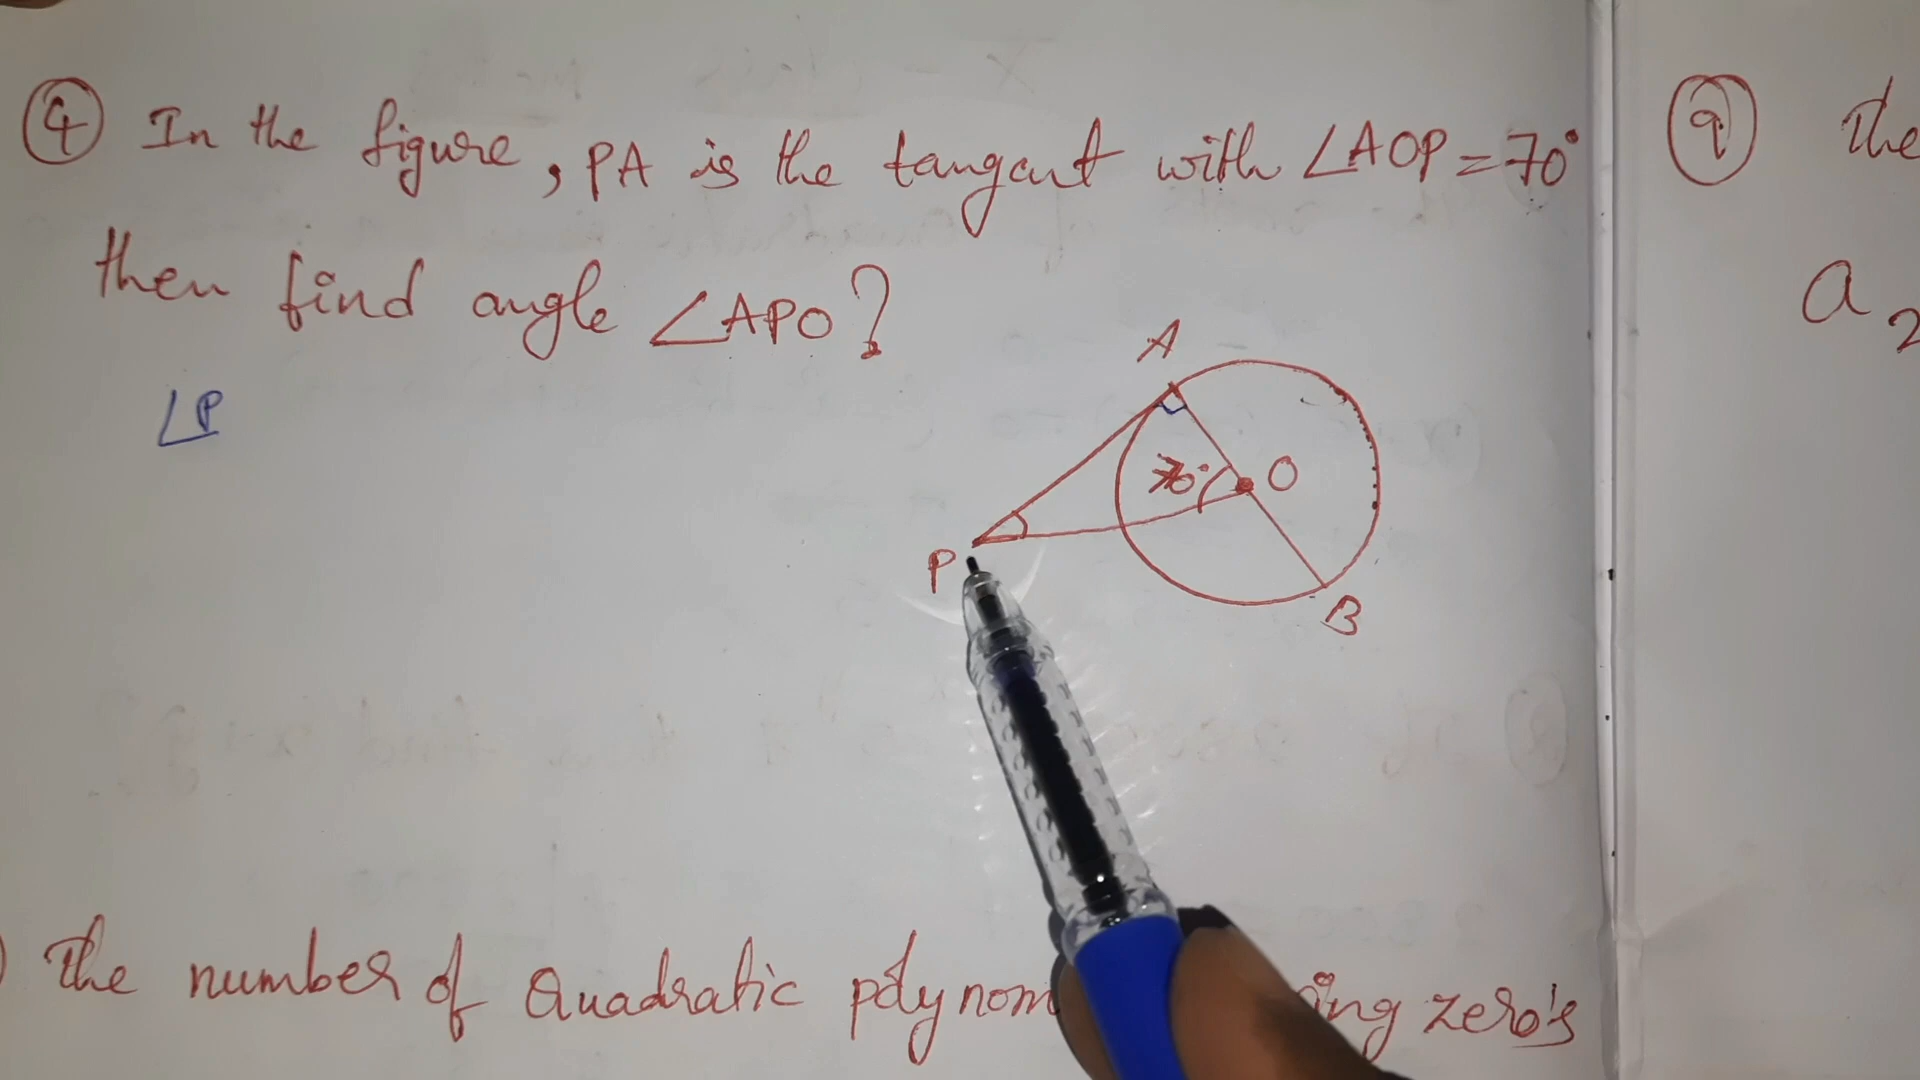 4 In the figure, PA is the tangent with ∠AOP=70°
then find angle ∠APO?
∠P
A
70° O
P
B
The number of Quadratic polynom ing zero's
9 The
a2